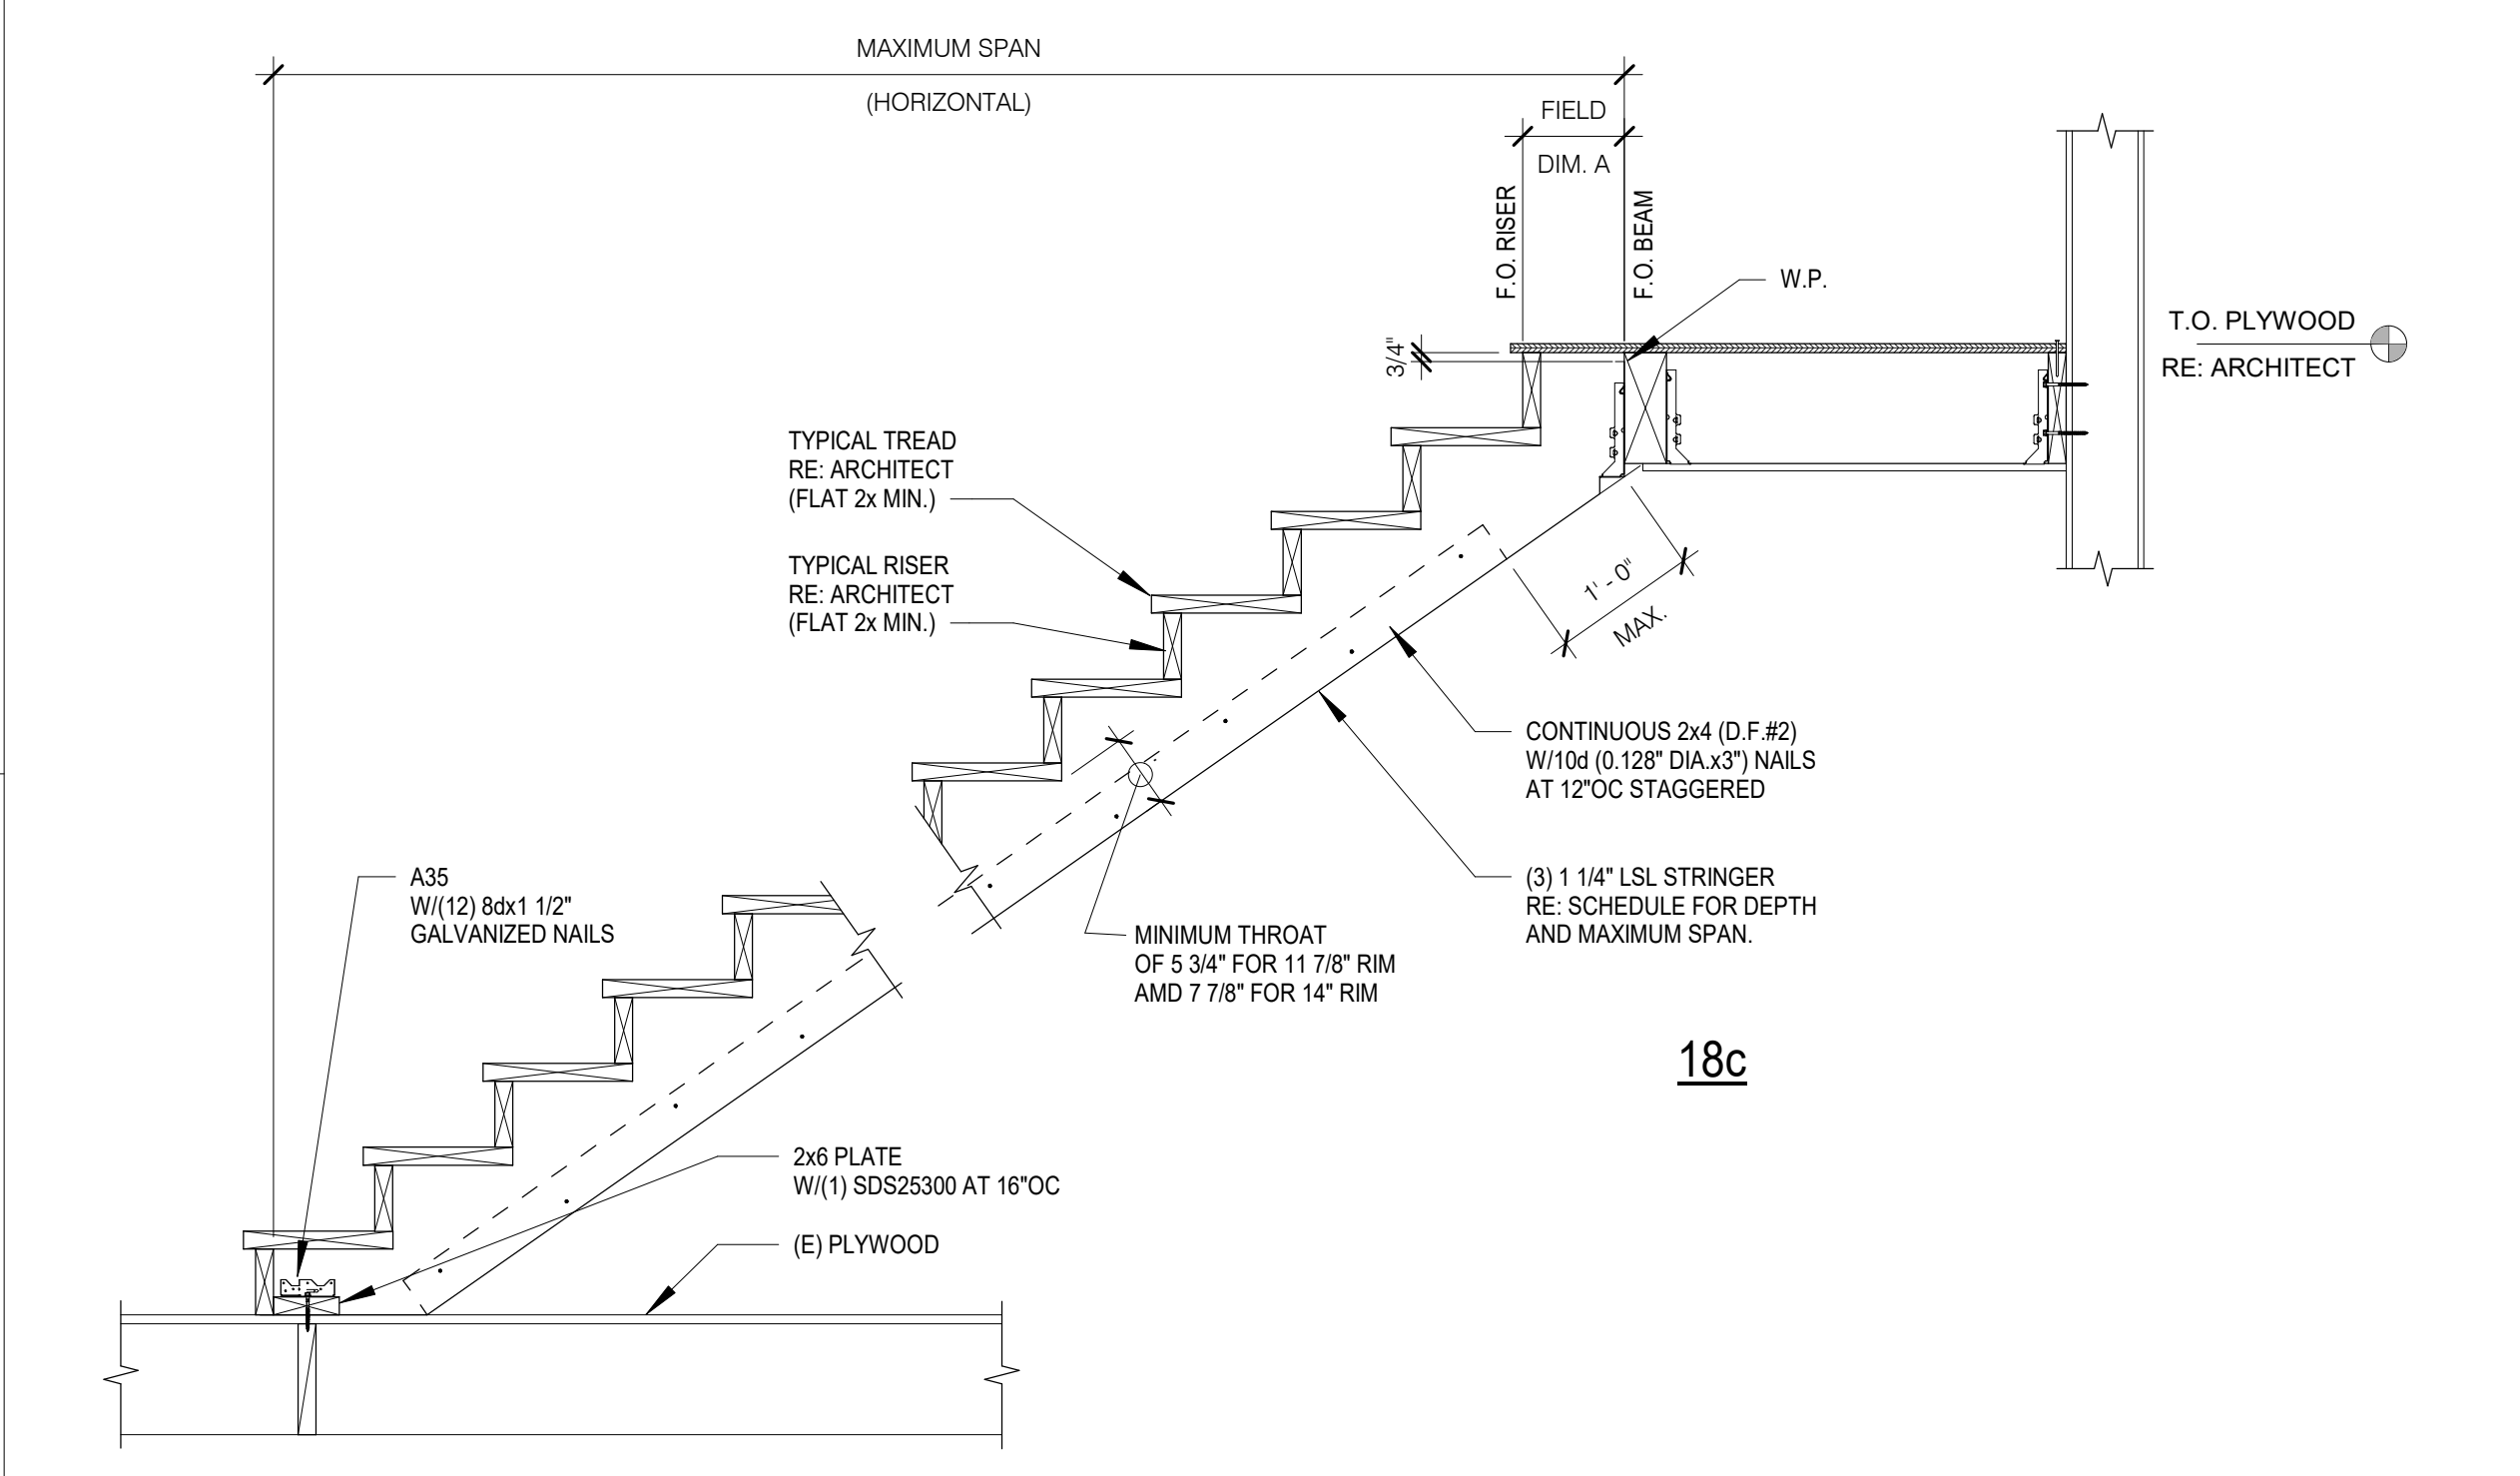 MAXIMUM SPAN
(HORIZONTAL)
FIELD
DIM. A
F.O. RISER
F.O. BEAM
W.P.
3/4"
T.O. PLYWOOD
RE: ARCHITECT
TYPICAL TREAD
RE: ARCHITECT
(FLAT 2x MIN.)
TYPICAL RISER
RE: ARCHITECT
(FLAT 2x MIN.)
1' - 0"
MAX.
CONTINUOUS 2x4 (D.F.#2)
W/10d (0.128" DIA.x3") NAILS
AT 12"OC STAGGERED
A35
W/(12) 8dx1 1/2"
GALVANIZED NAILS
(3) 1 1/4" LSL STRINGER
RE: SCHEDULE FOR DEPTH
AND MAXIMUM SPAN.
MINIMUM THROAT
OF 5 3/4" FOR 11 7/8" RIM
AMD 7 7/8" FOR 14" RIM
18c
2x6 PLATE
W/(1) SDS25300 AT 16"OC
(E) PLYWOOD